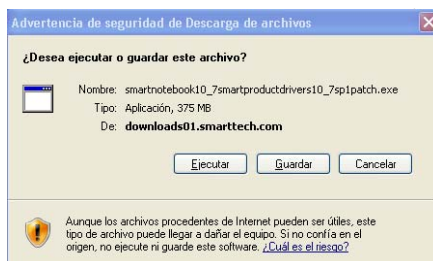 Advertencia de seguridad de Descarga de archivos
¿Desea ejecutar o guardar este archivo?
Nombre: smartnotebook10_7smartproductdrivers10_7sp1patch.exe
Tipo: Aplicación, 375 MB
De: downloads01.smarttech.com
Ejecutar Guardar Cancelar
Aunque los archivos procedentes de Internet pueden ser útiles, este
tipo de archivo puede llegar a dañar el equipo. Si no confía en el
origen, no ejecute ni guarde este software. ¿Cuál es el riesgo?